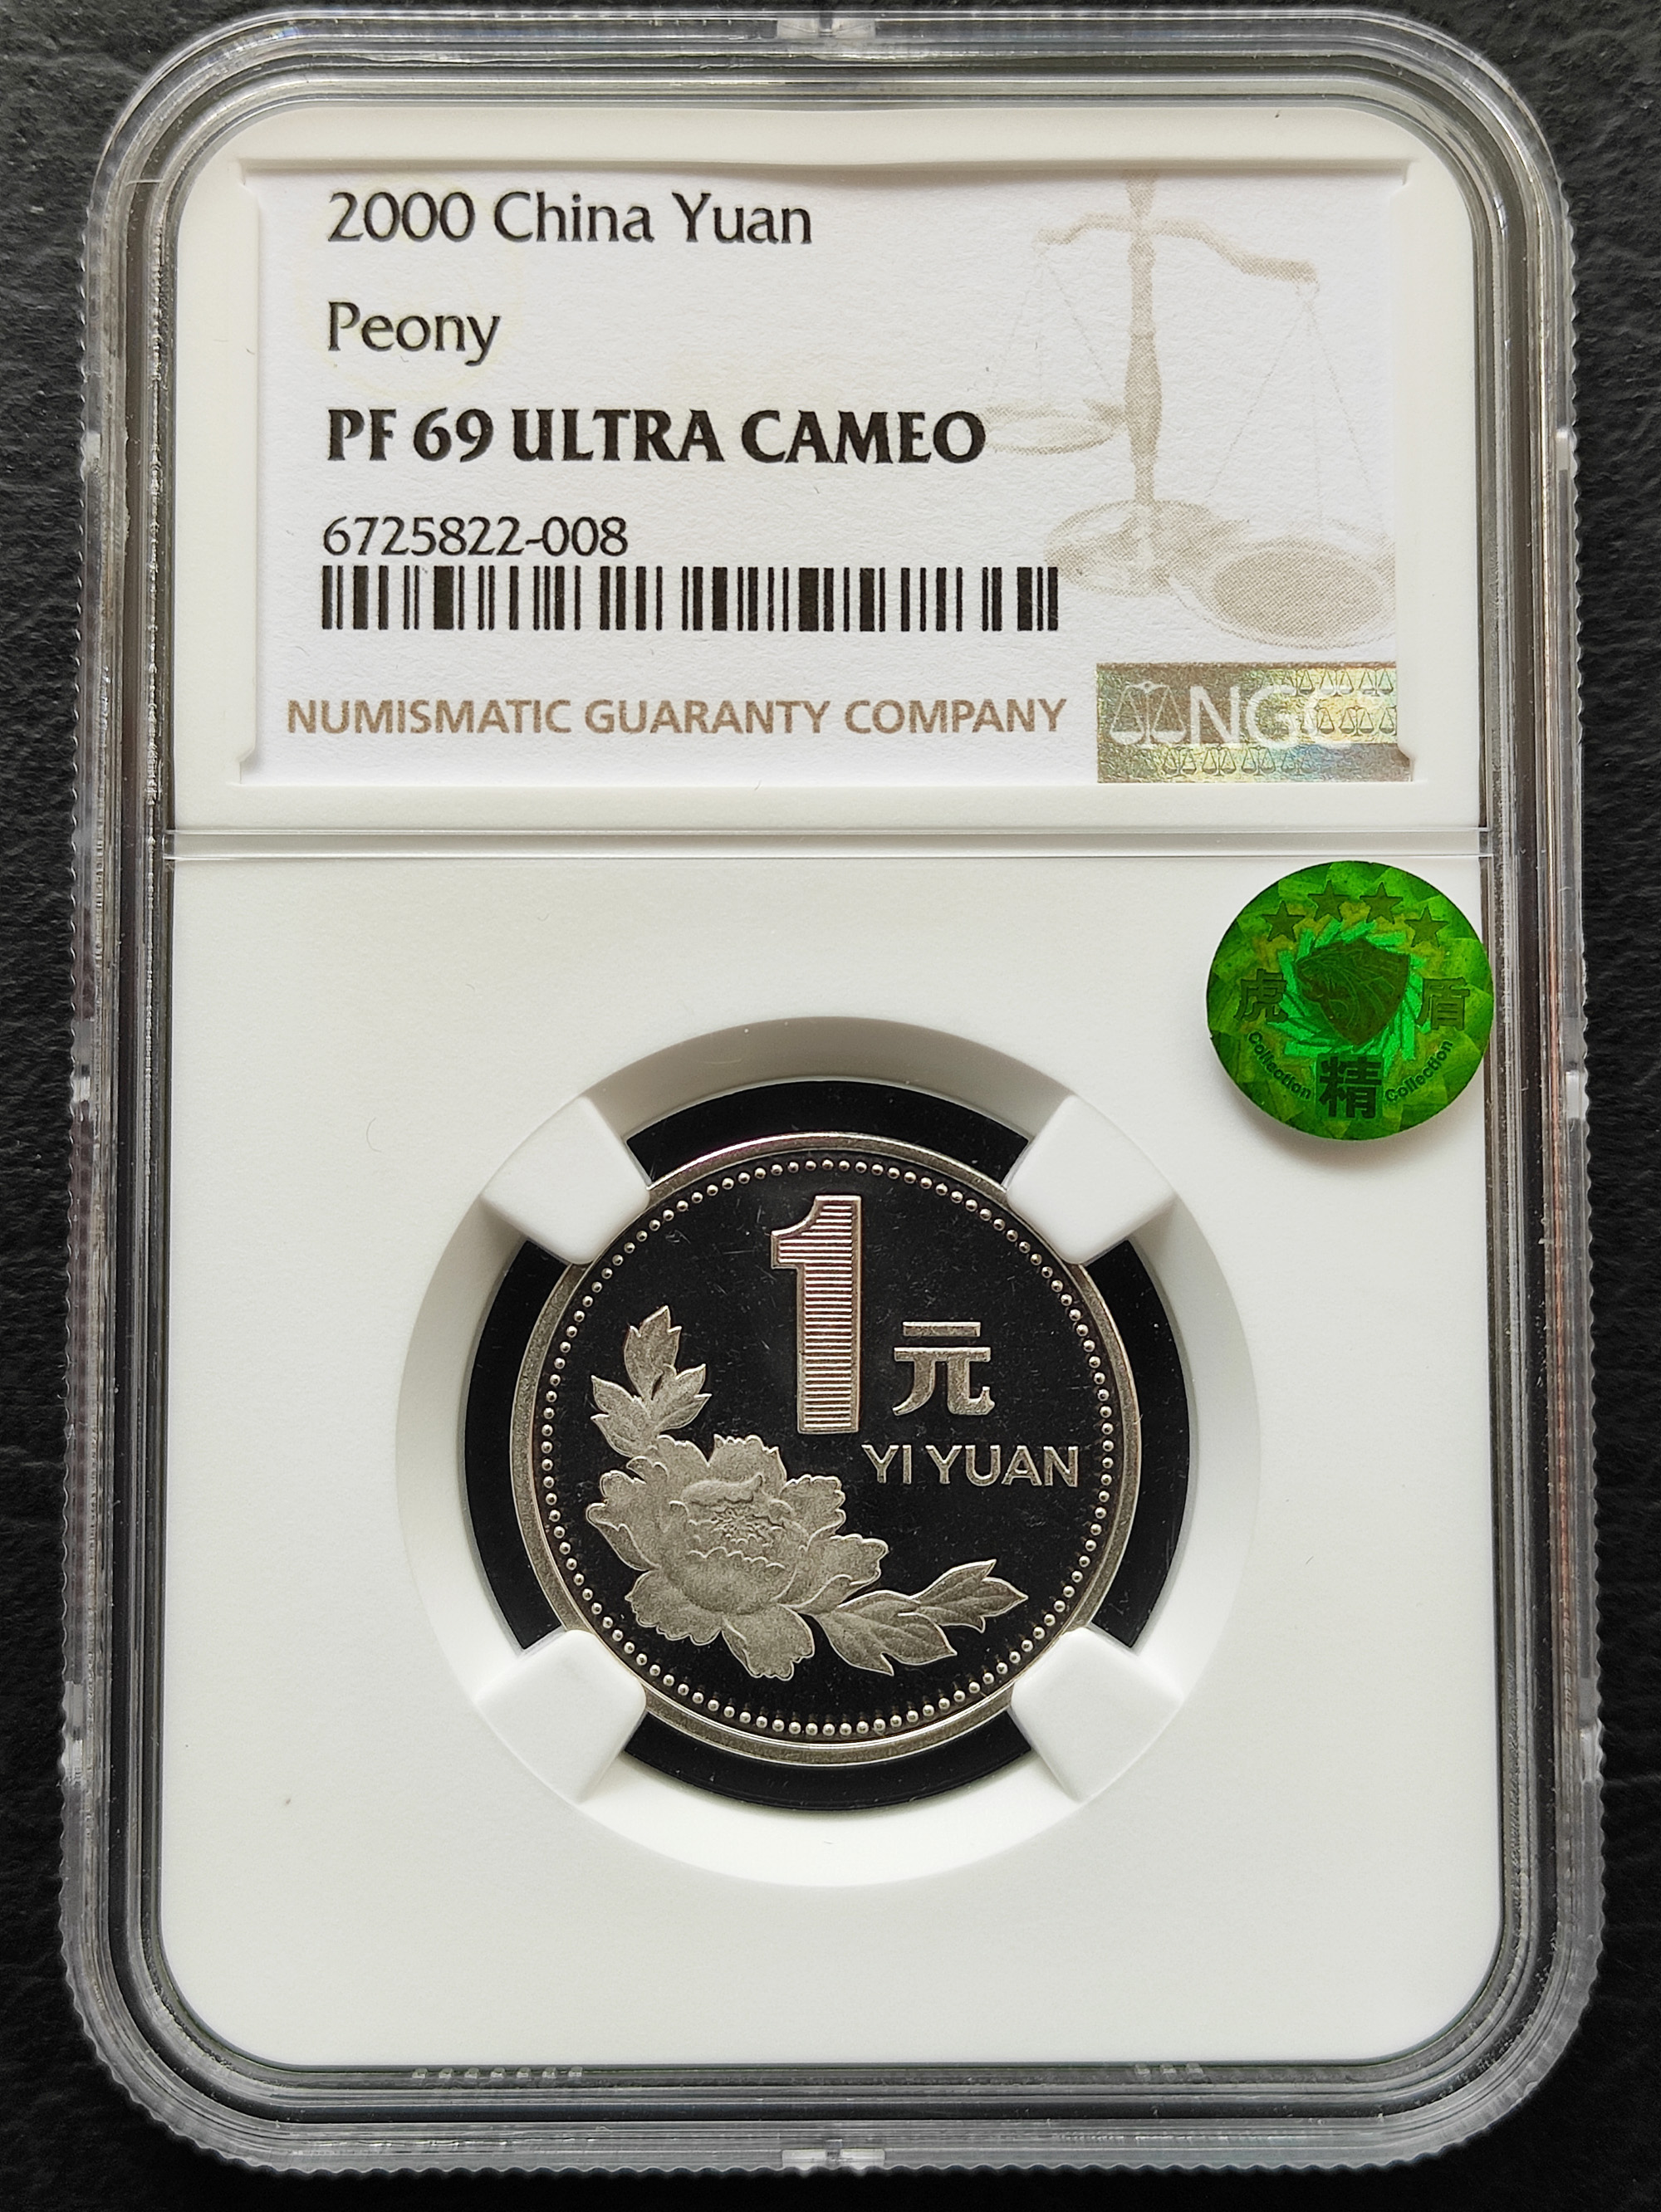 2000 China Yuan
Peony
PF 69 ULTRA CAMEO
6725822-008
NUMISMATIC GUARANTY COMPANY
NGC
虎 盾
Collection 精 Collection
1 元
YI YUAN